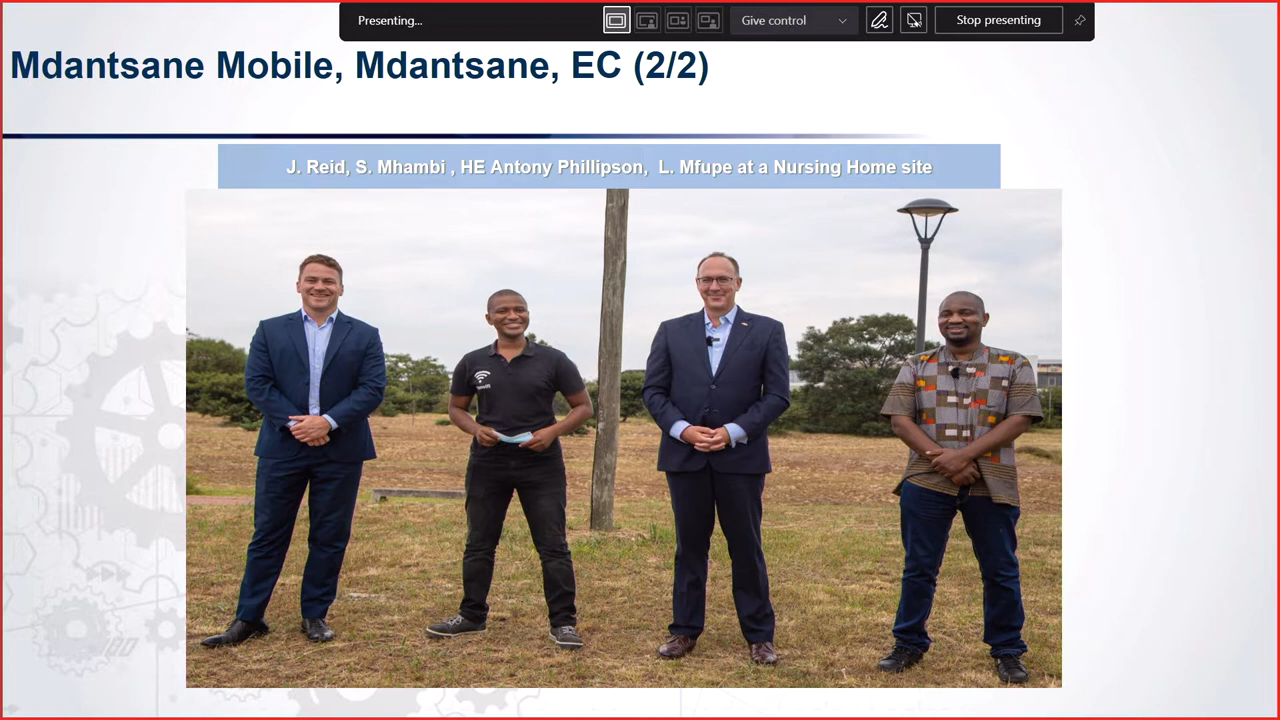 Presenting...
Give control
Stop presenting
Mdantsane Mobile, Mdantsane, EC (2/2)
J. Reid, S. Mhambi , HE Antony Phillipson, L. Mfupe at a Nursing Home site